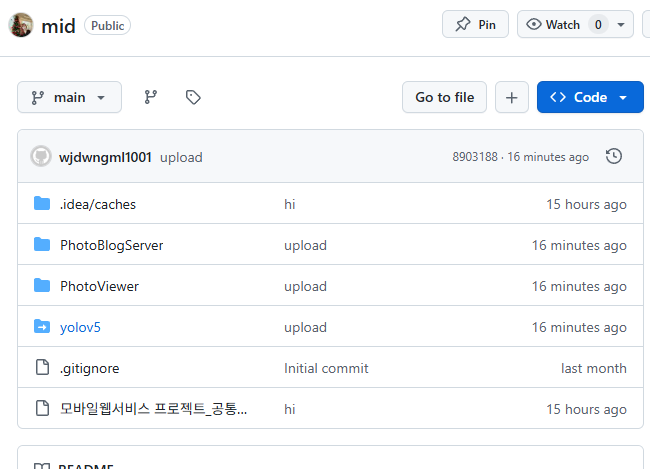 mid Public Pin Watch 0
main Go to file Code
wjdwngml1001 upload 8903188 · 16 minutes ago
.idea/caches hi 15 hours ago
PhotoBlogServer upload 16 minutes ago
PhotoViewer upload 16 minutes ago
yolov5 upload 16 minutes ago
.gitignore Initial commit last month
모바일웹서비스 프로젝트_공통... hi 15 hours ago
README